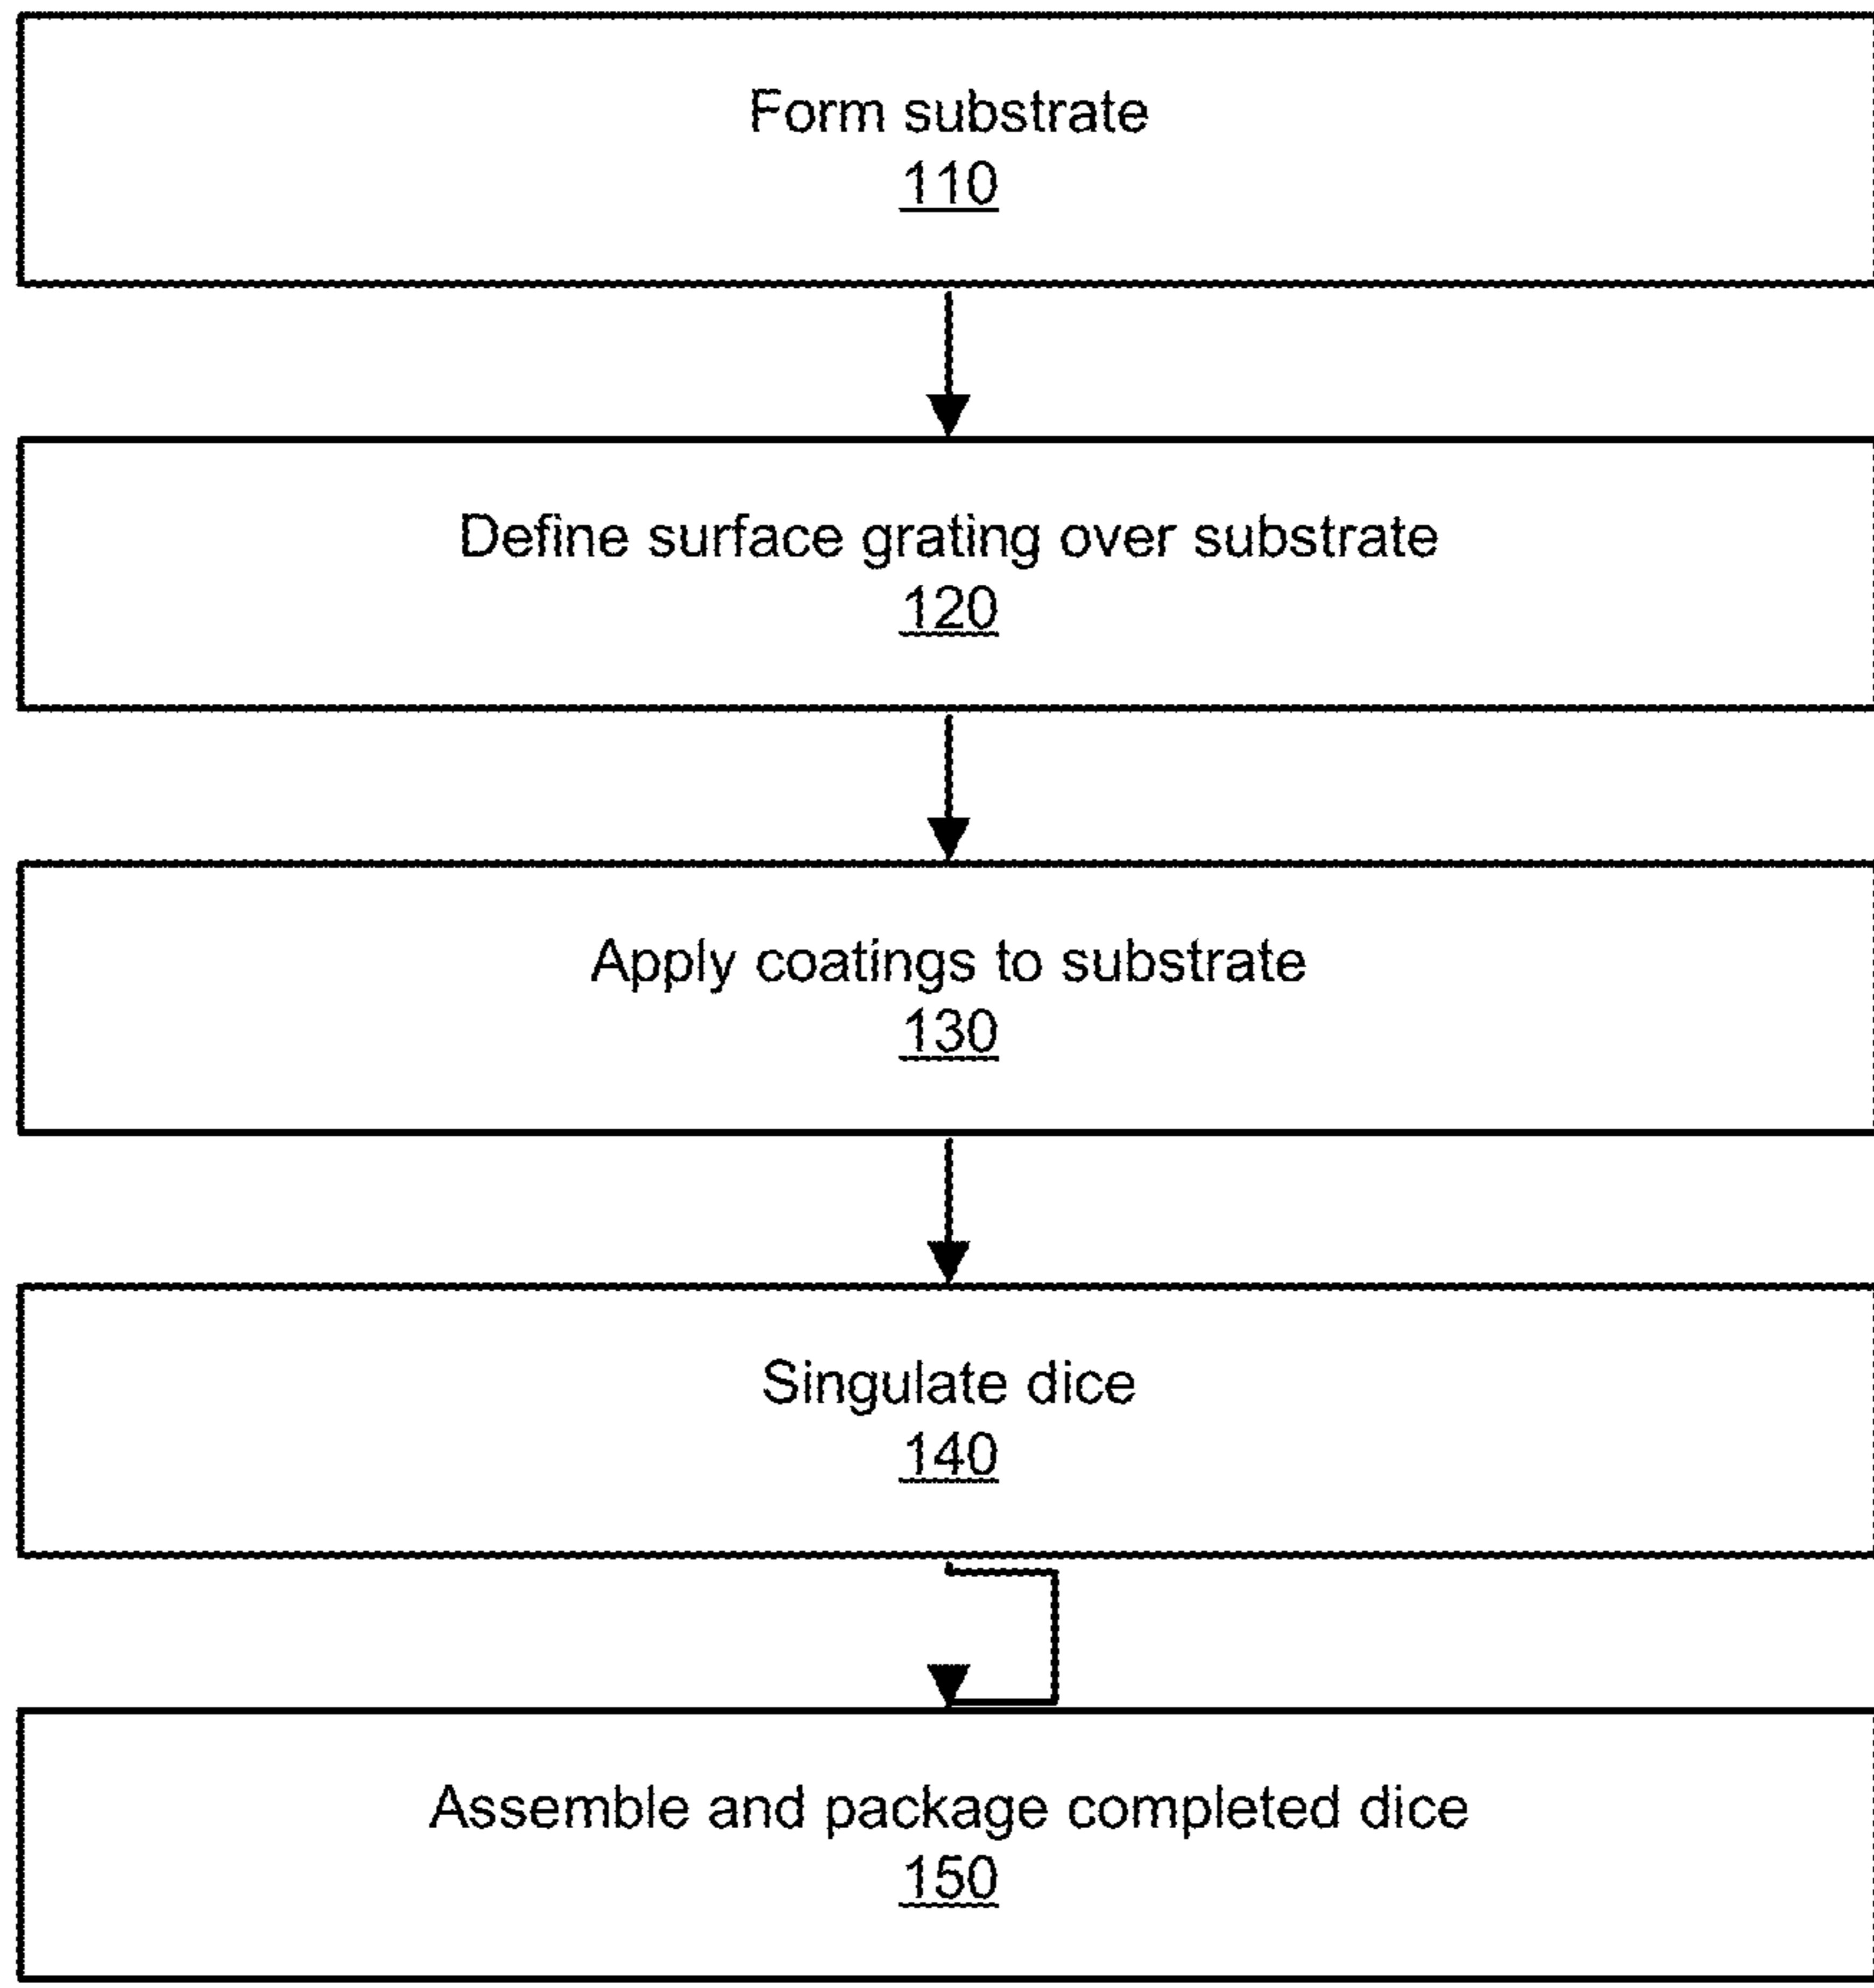 Form substrate
110
Define surface grating over substrate
120
Apply coatings to substrate
130
Singulate dice
140
Assemble and package completed dice
150